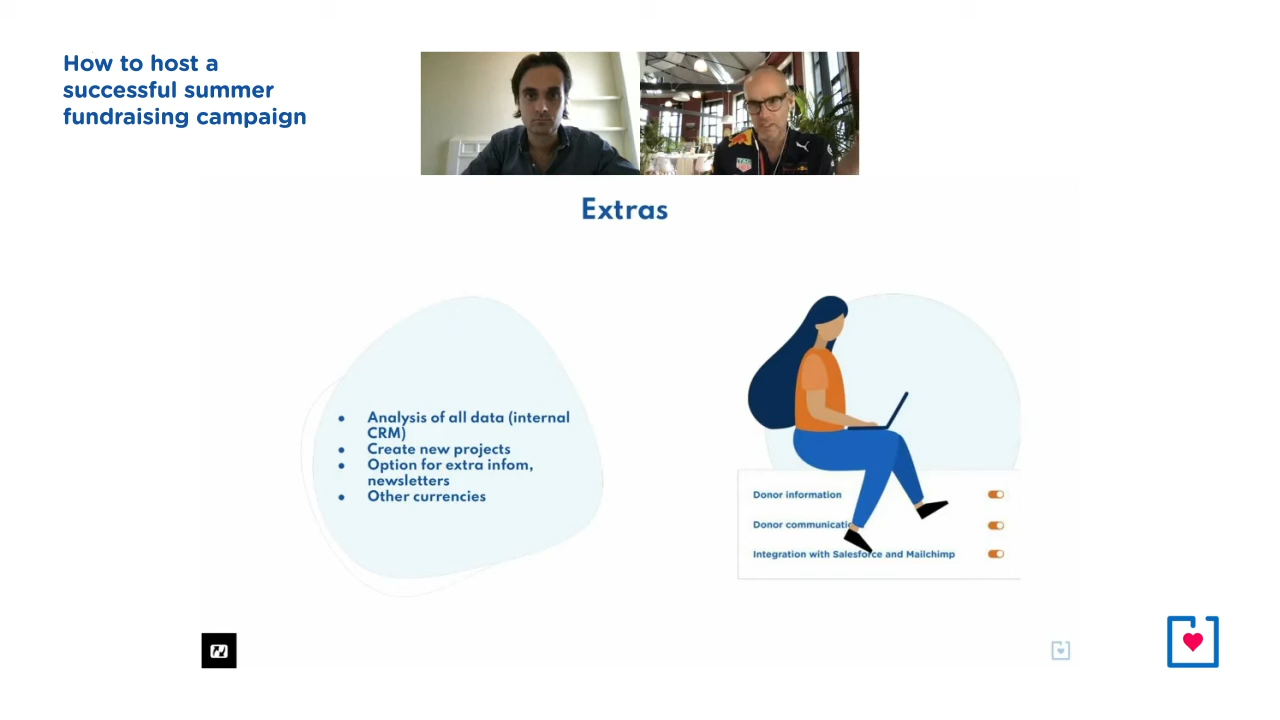 How to host a
successful summer
fundraising campaign
Extras
● Analysis of all data (internal
CRM)
● Create new projects
● Option for extra infom,
newsletters
● Other currencies
Donor information
Donor communicatio
Integration with Salesforce and Mailchimp